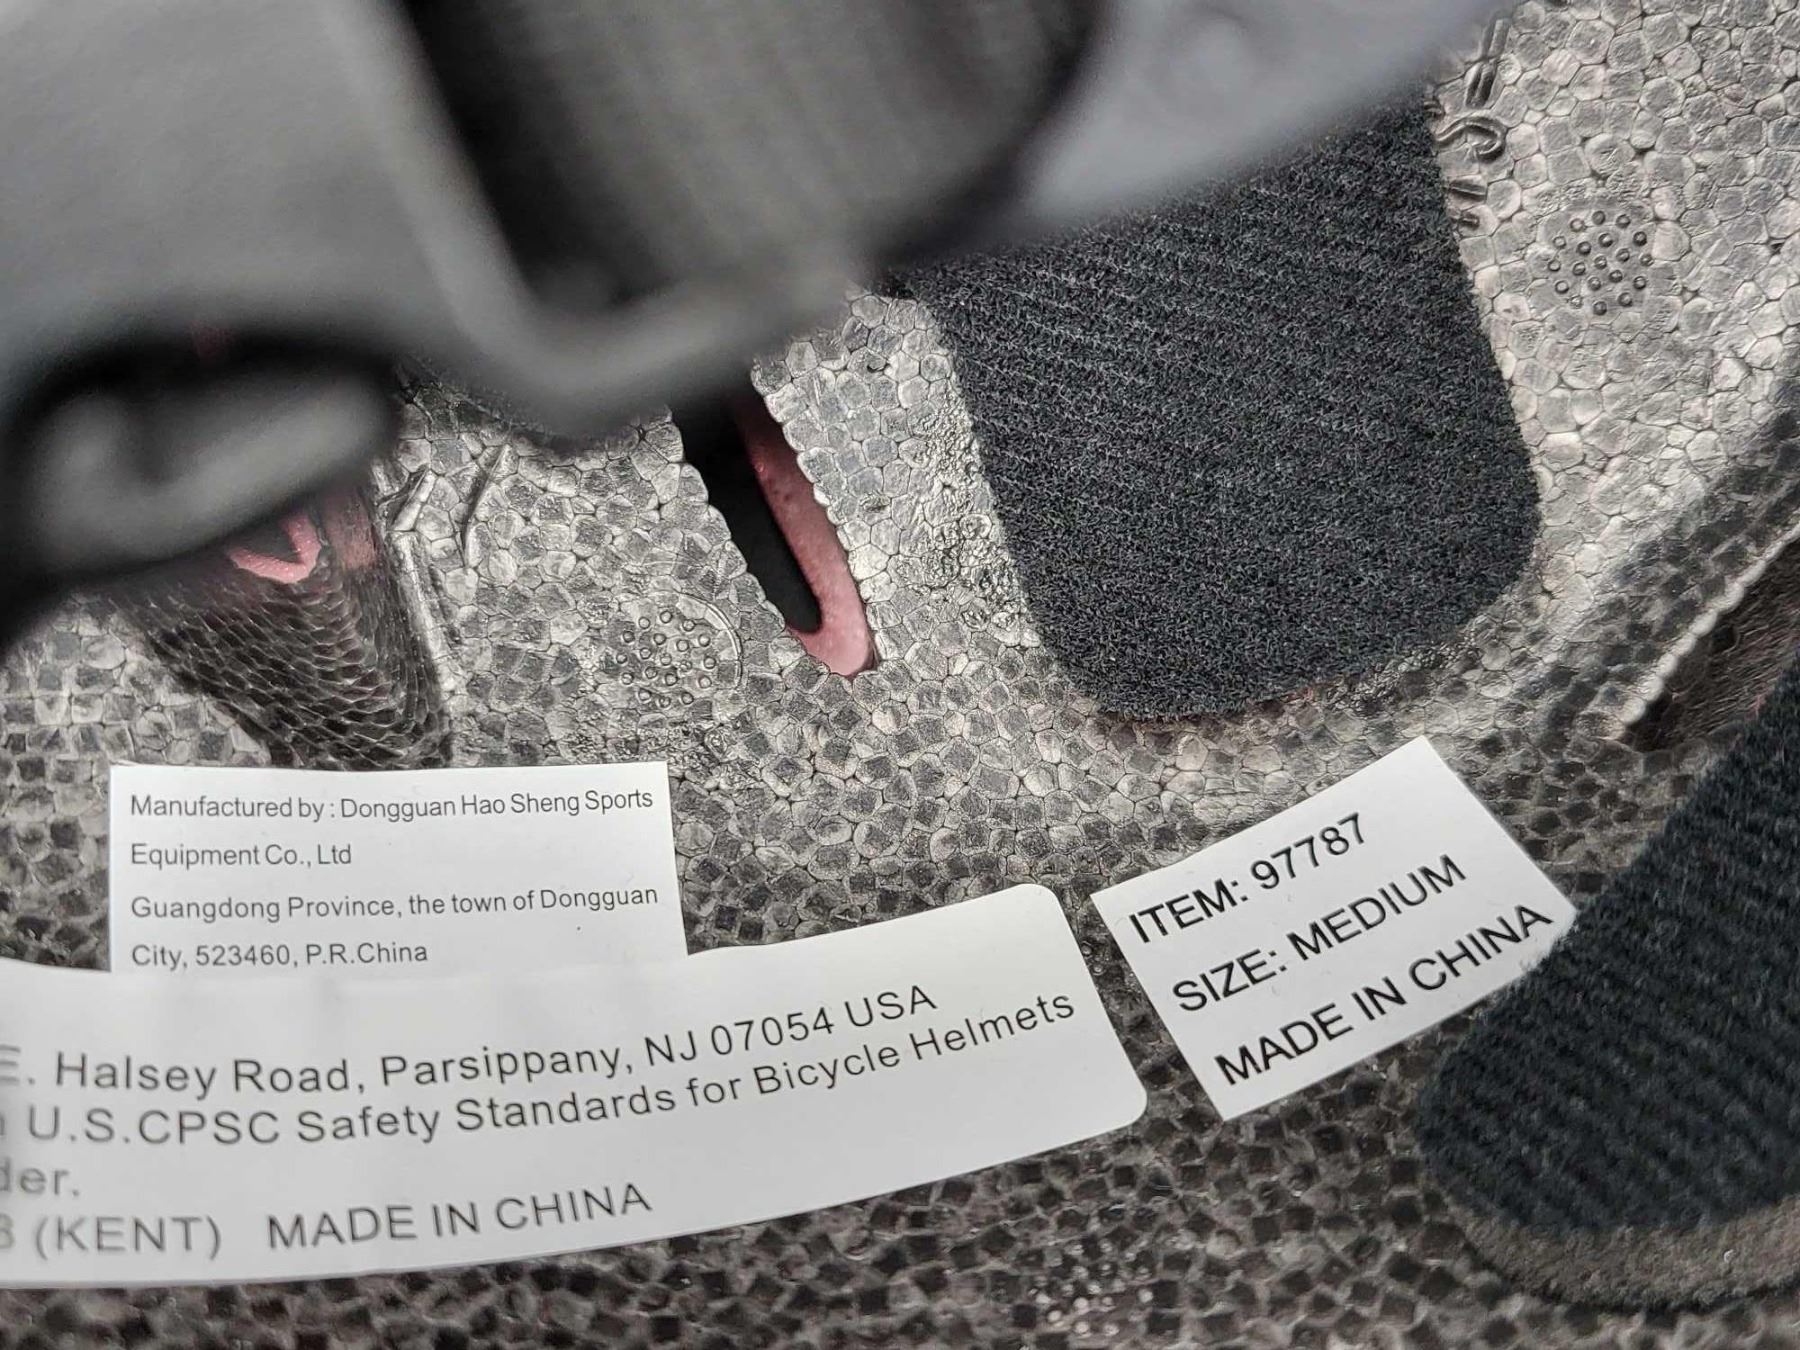 Manufactured by : Dongguan Hao Sheng Sports
Equipment Co., Ltd
Guangdong Province, the town of Dongguan
City, 523460, P.R.China
E. Halsey Road, Parsippany, NJ 07054 USA
U.S.CPSC Safety Standards for Bicycle Helmets
der.
(KENT) MADE IN CHINA
ITEM: 97787
SIZE: MEDIUM
MADE IN CHINA